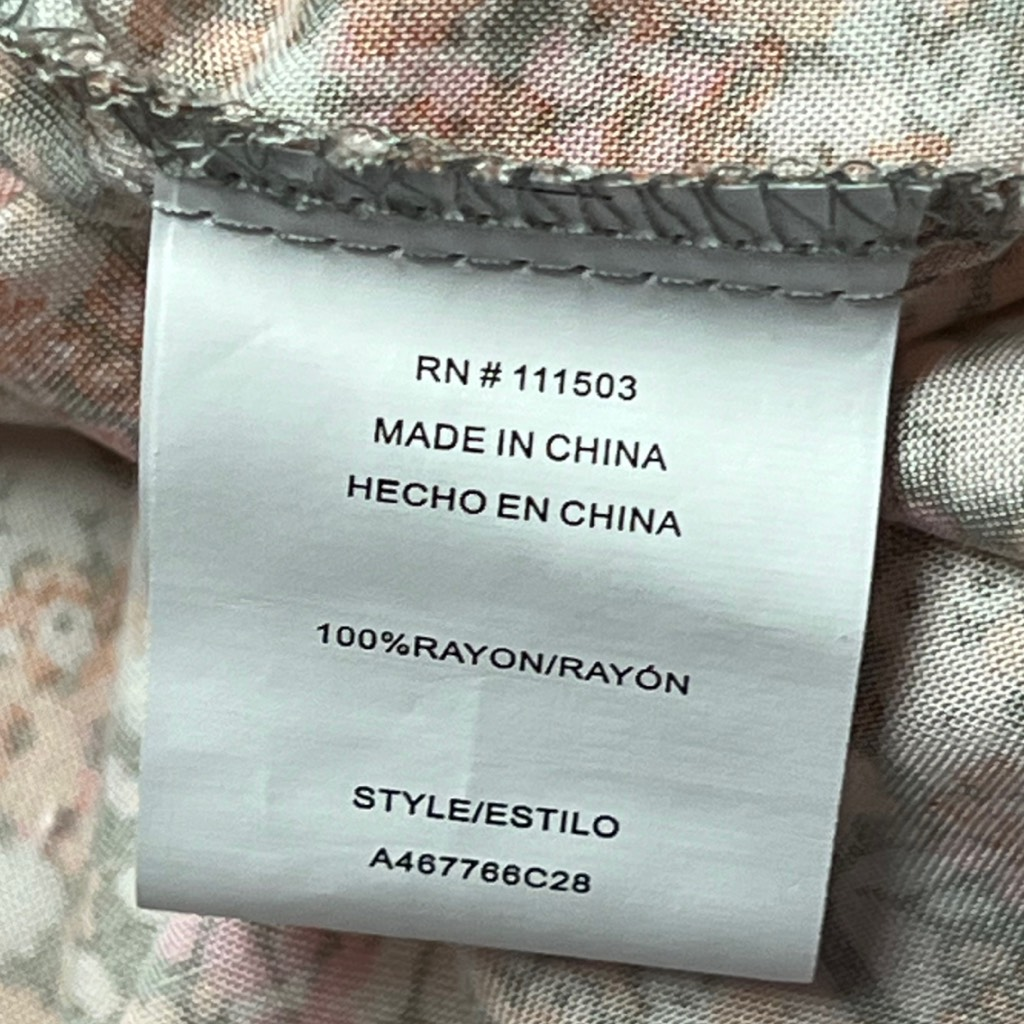 RN # 111503
MADE IN CHINA
HECHO EN CHINA
100%RAYON/RAYÓN
STYLE/ESTILO
A467766C28